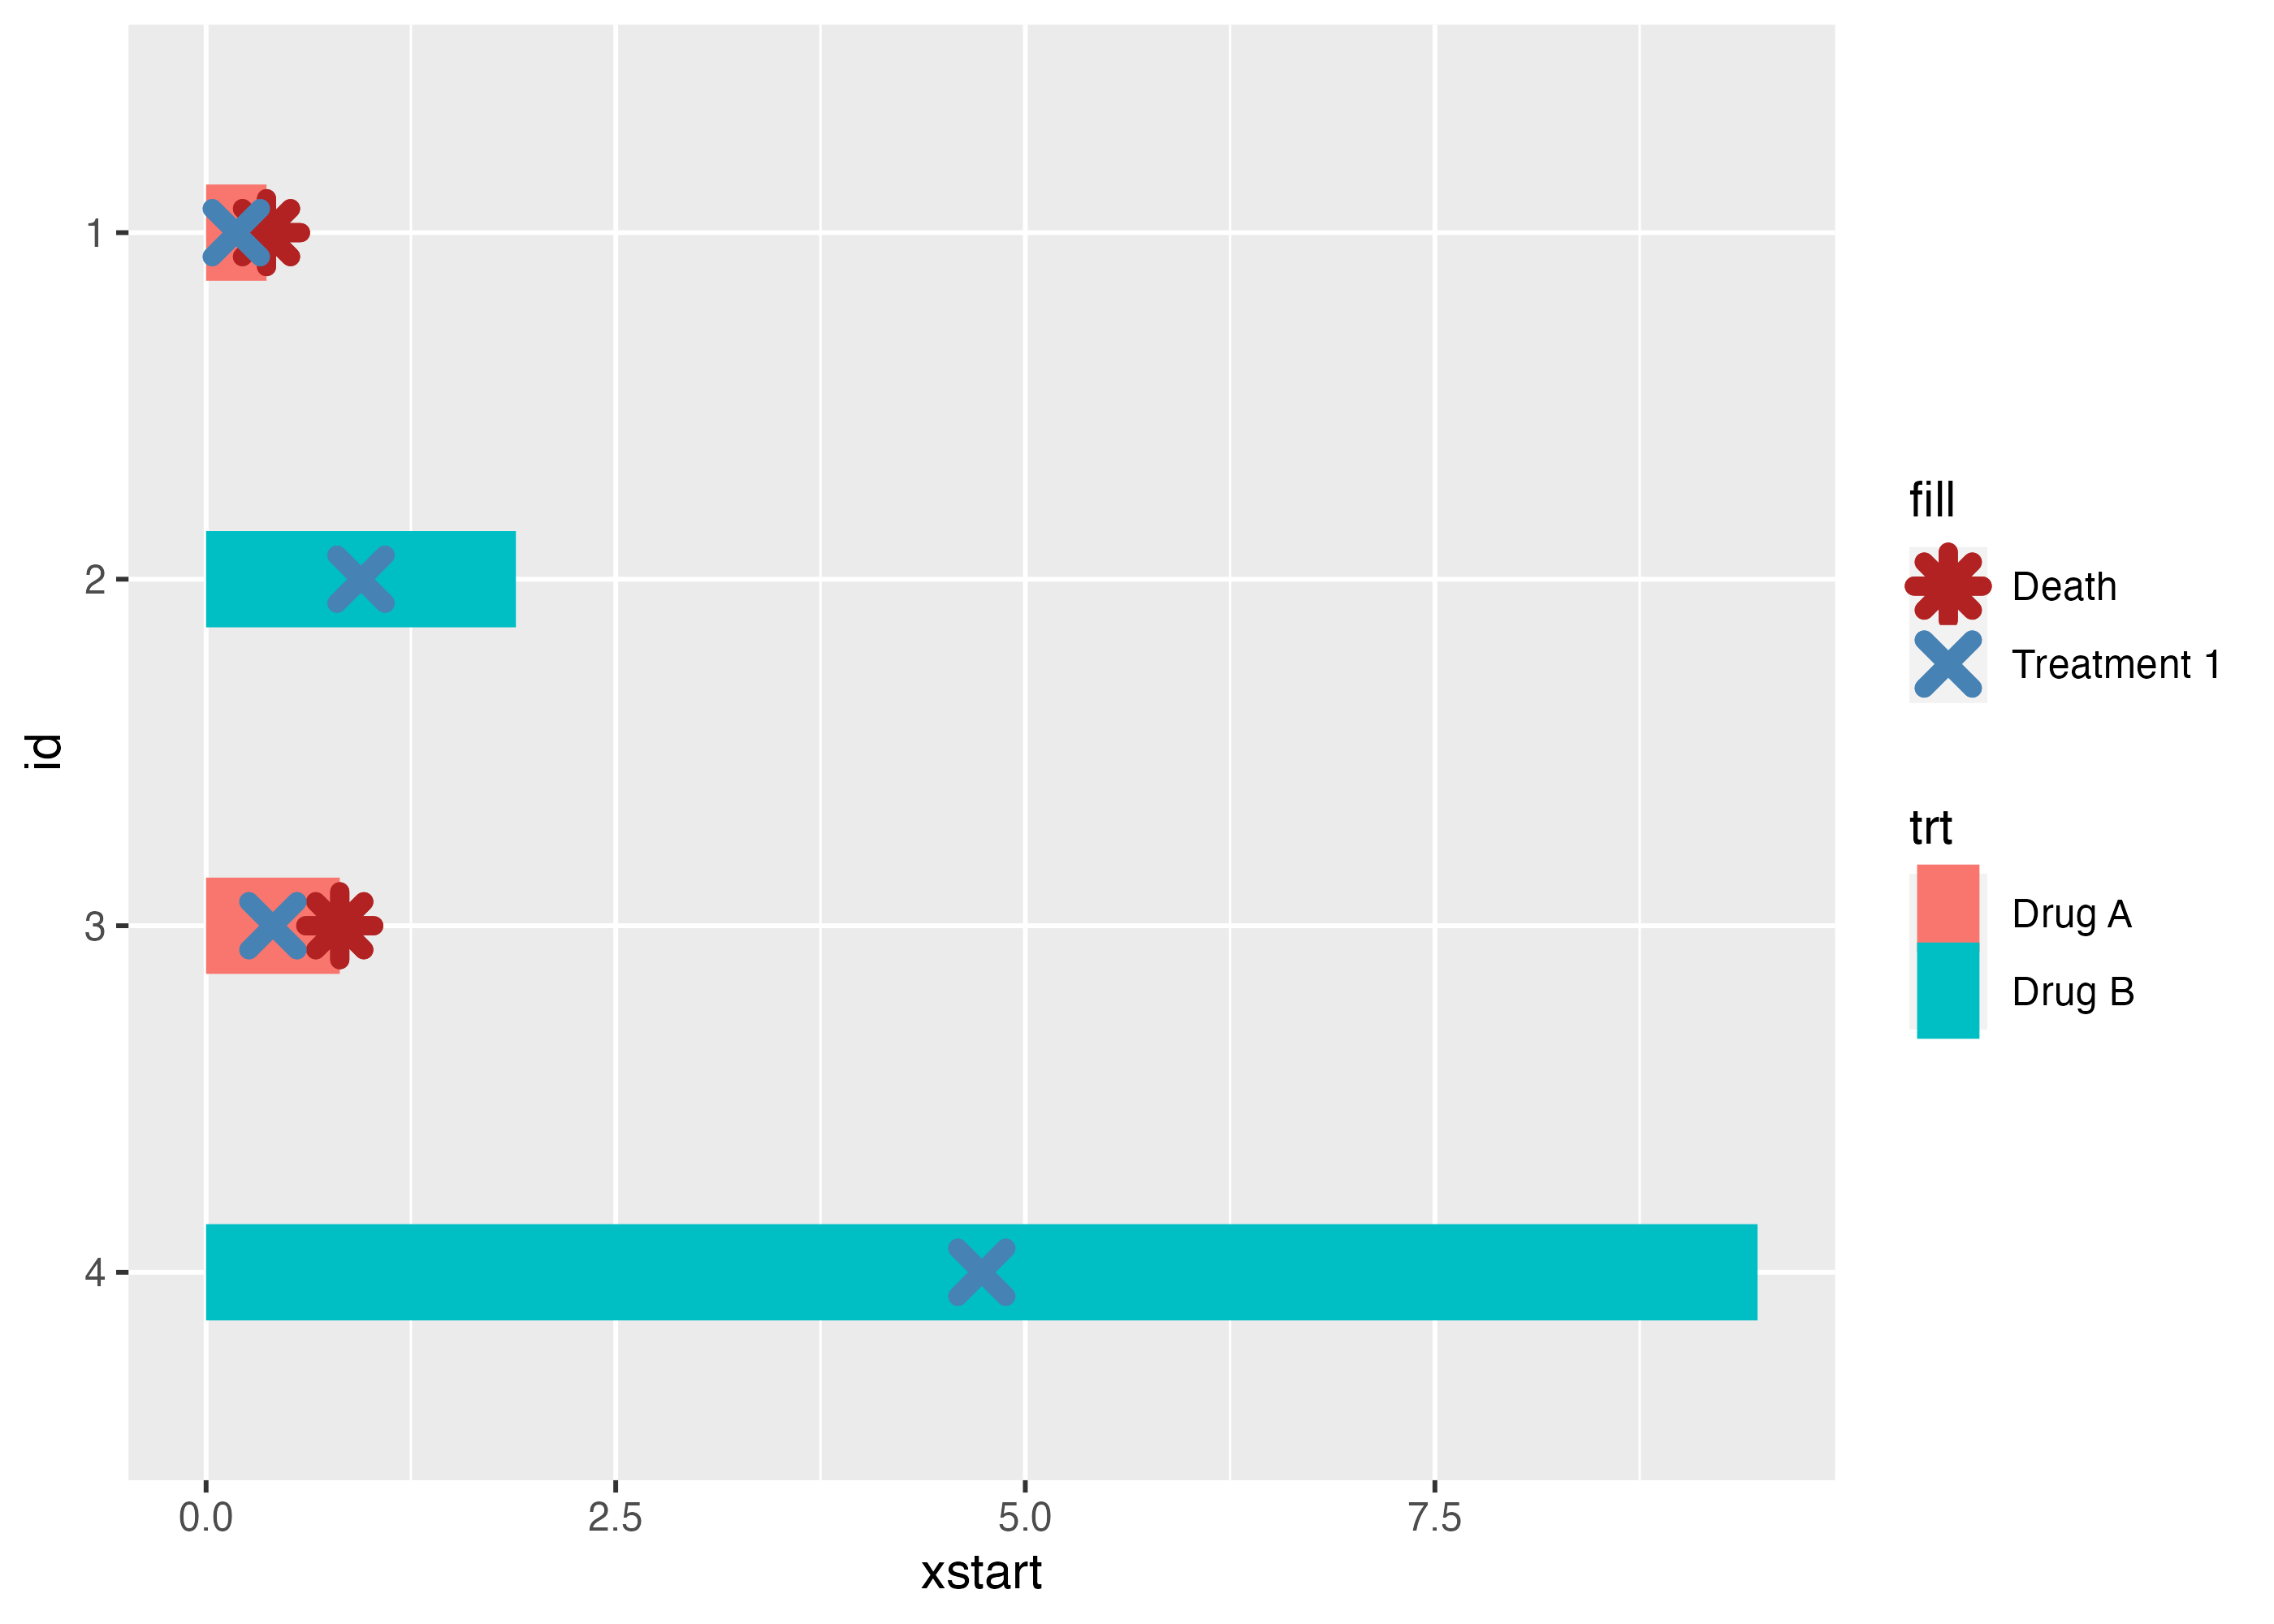 id
1
2
3
4
0.0
2.5
5.0
7.5
xstart
fill
Death
Treatment 1
trt
Drug A
Drug B